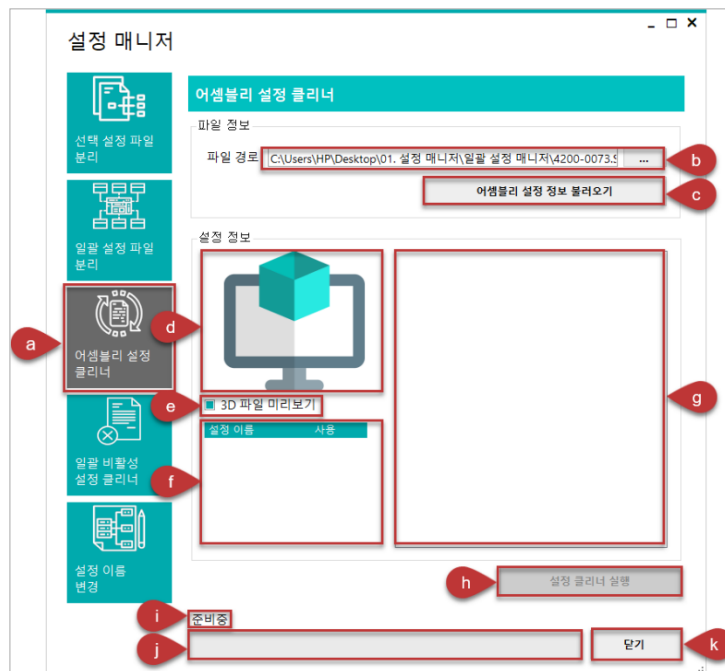 설정 매니저
선택 설정 파일
분리
일괄 설정 파일
분리
a
어셈블리 설정
클리너
일괄 비활성
설정 클리너
설정 이름
변경
어셈블리 설정 클리너
파일 정보
파일 경로
C:\Users\HP\Desktop\01. 설정 매니저\일괄 설정 매니저\4200-0073.S
...
b
어셈블리 설정 정보 불러오기
c
설정 정보
d
e
3D 파일 미리보기
설정 이름 사용
f
g
h
설정 클리너 실행
i
준비중
j
닫기
k